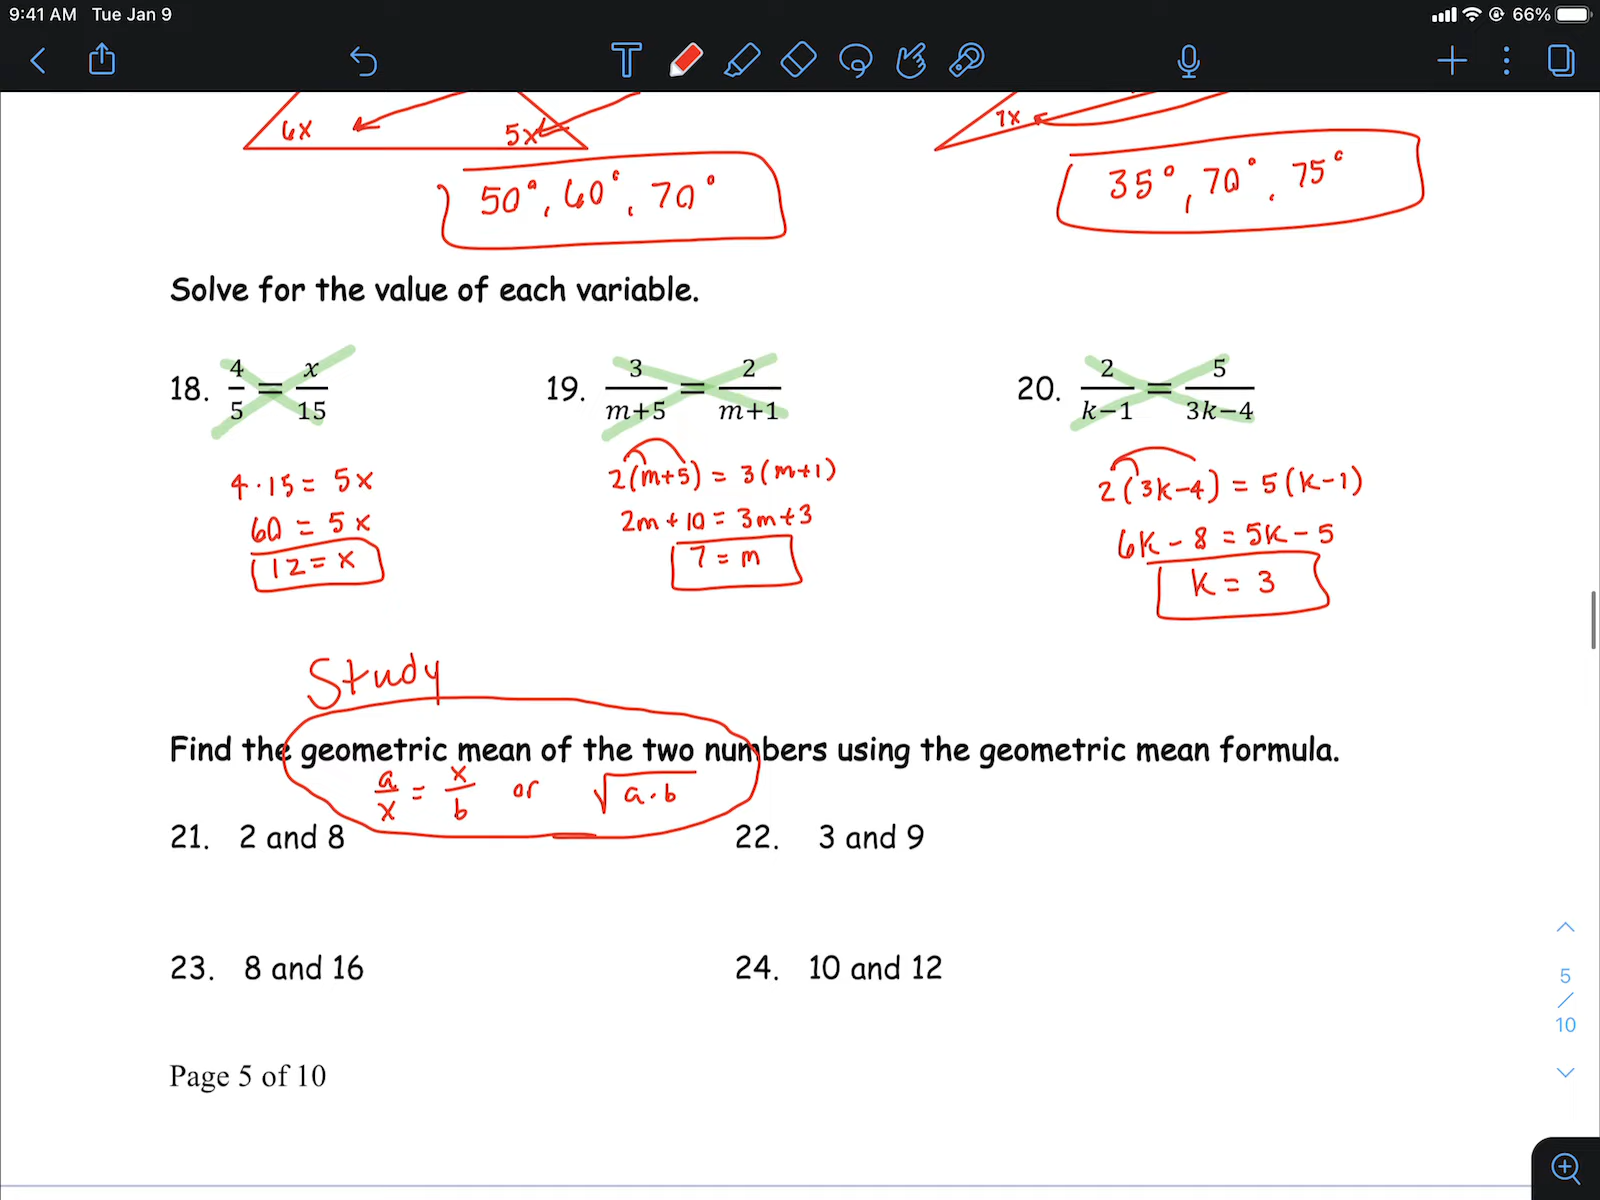 9:41 AM Tue Jan 9
66%
6x 5x
7x
50°, 60°, 70°
35°, 70°, 75°
Solve for the value of each variable.
18. 4/5 = x/15
19. 3/m+5 = 2/m+1
20. 2/k−1 = 5/3k−4
4·15 = 5x
60 = 5x
12 = x
2(m+5) = 3(m+1)
2m + 10 = 3m+3
7 = m
2(3k-4) = 5(k-1)
6k - 8 = 5k - 5
k = 3
Study
Find the geometric mean of the two numbers using the geometric mean formula.
a/x = x/b or √a·b
21. 2 and 8
22. 3 and 9
23. 8 and 16
24. 10 and 12
Page 5 of 10
5
/
10